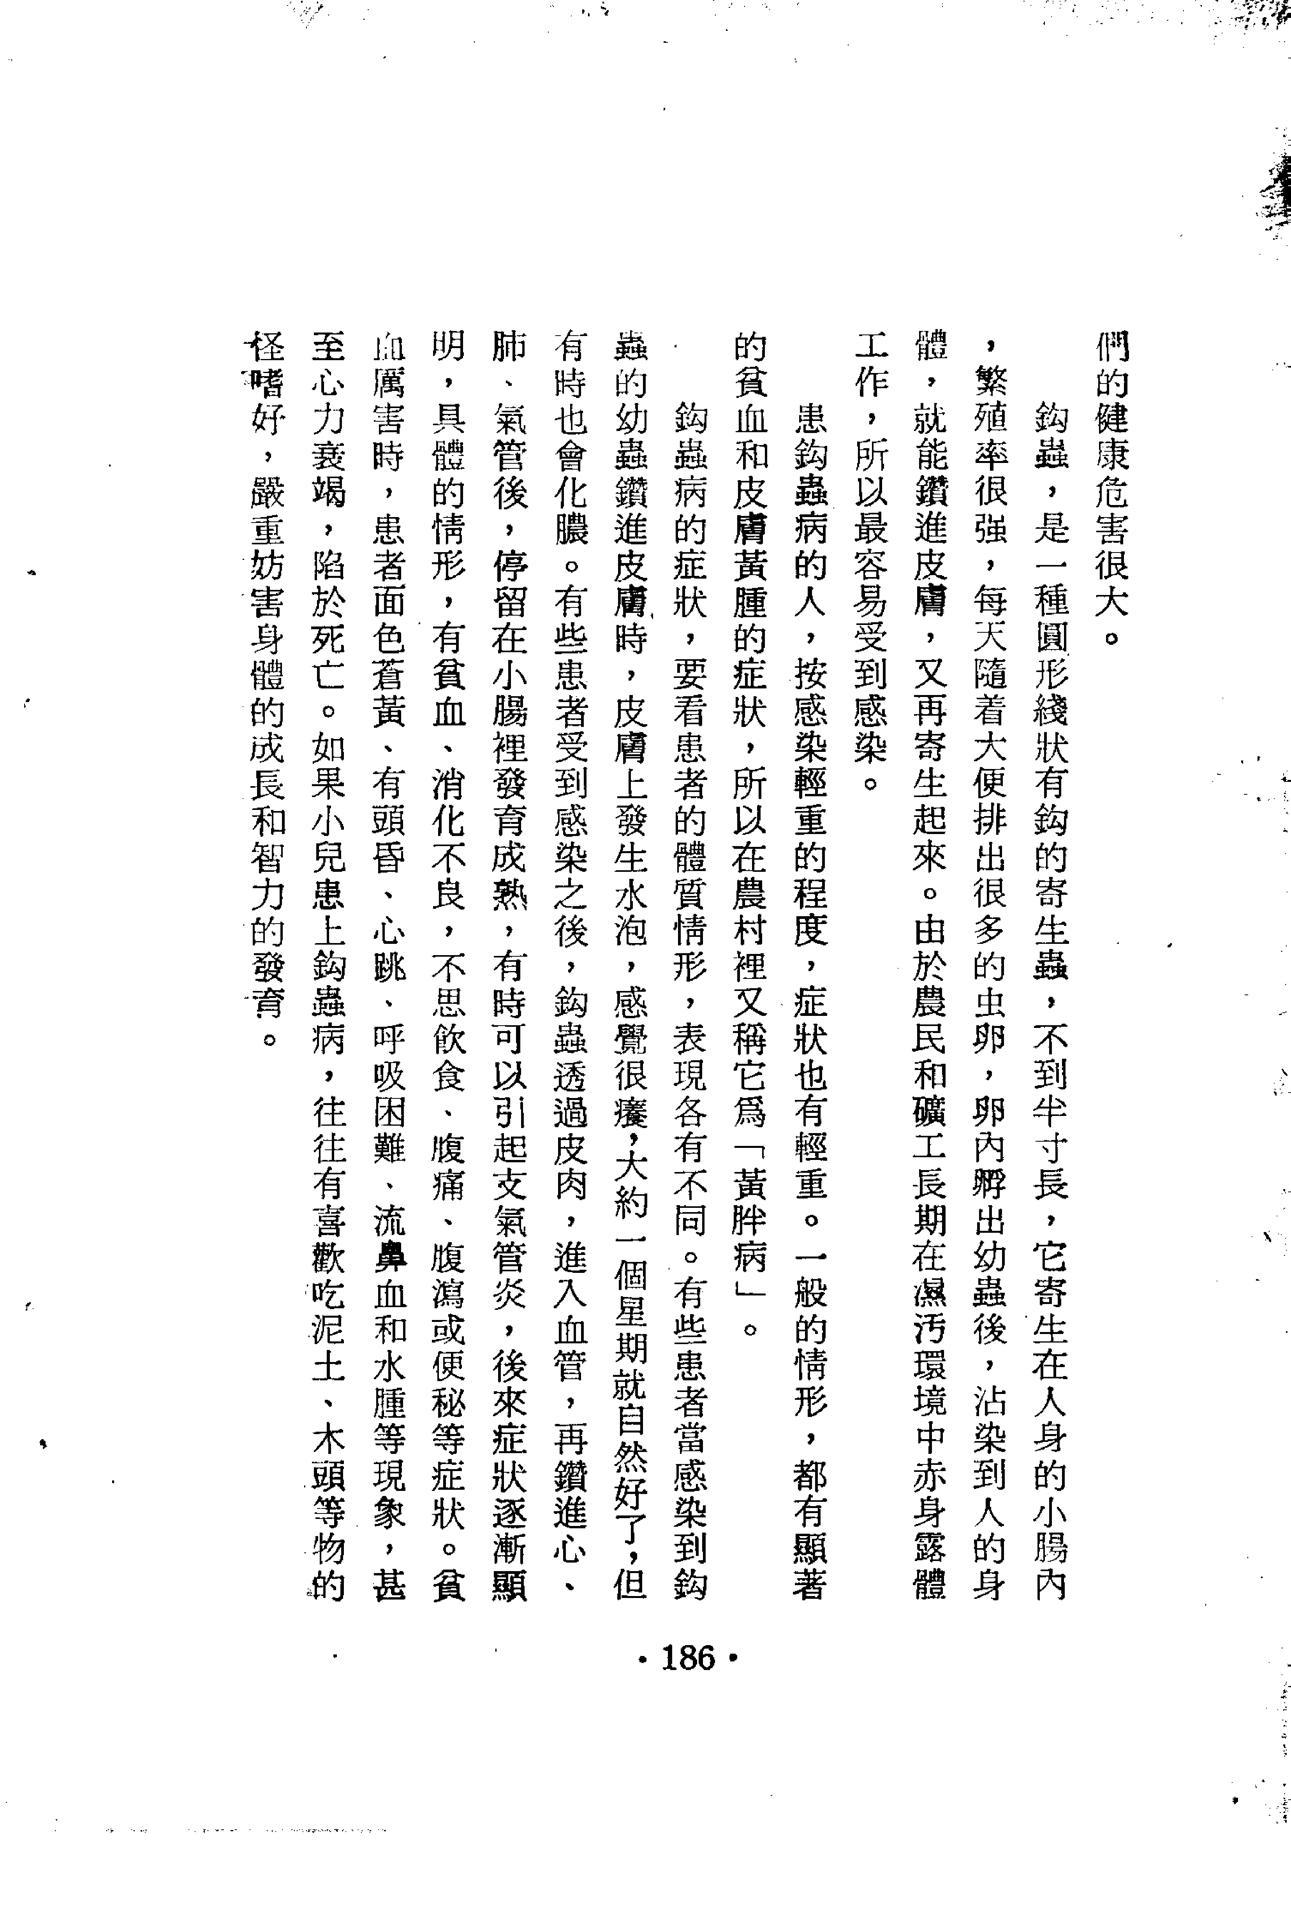 們的健康危害很大。
鈎蟲，是一種圓形綫狀有鈎的寄生蟲，不到半寸長，它寄生在人身的小腸內
，繁殖率很强，每天隨着大便排出很多的虫卵，卵內孵出幼蟲後，沾染到人的身
體，就能鑽進皮膚，又再寄生起來。由於農民和礦工長期在濕汚環境中赤身露體
工作，所以最容易受到感染。
患鈎蟲病的人，按感染輕重的程度，症狀也有輕重。一般的情形，都有顯著
的貧血和皮膚黃腫的症狀，所以在農村裡又稱它爲「黃胖病」。
鈎蟲病的症狀，要看患者的體質情形，表現各有不同。有些患者當感染到鈎
蟲的幼蟲鑽進皮膚時，皮膚上發生水泡，感覺很癢，大約一個星期就自然好了，但
有時也會化膿。有些患者受到感染之後，鈎蟲透過皮肉，進入血管，再鑽進心、
肺、氣管後，停留在小腸裡發育成熟，有時可以引起支氣管炎，後來症狀逐漸顯
明，具體的情形，有貧血、消化不良，不思飲食、腹痛、腹瀉或便秘等症狀。貧
血厲害時，患者面色蒼黃、有頭昏、心跳、呼吸困難、流鼻血和水腫等現象，甚
至心力衰竭，陷於死亡。如果小兒患上鈎蟲病，往往有喜歡吃泥土、木頭等物的
怪嗜好，嚴重妨害身體的成長和智力的發育。
• 186 •